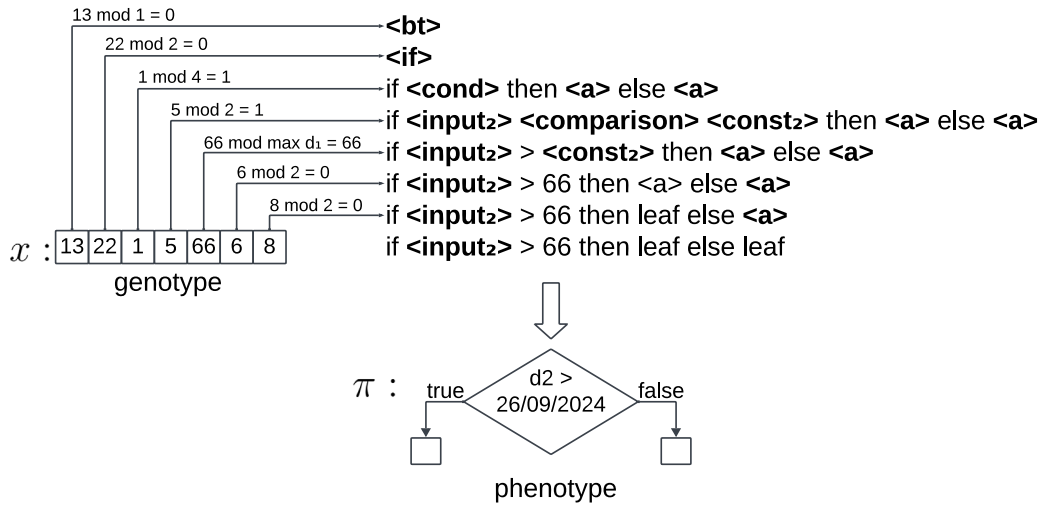 13 mod 1 = 0
<bt>
22 mod 2 = 0
<if>
1 mod 4 = 1
if <cond> then <a> else <a>
5 mod 2 = 1
if <input₂> <comparison> <const₂> then <a> else <a>
66 mod max d₁ = 66
if <input₂> > <const₂> then <a> else <a>
6 mod 2 = 0
if <input₂> > 66 then <a> else <a>
8 mod 2 = 0
if <input₂> > 66 then leaf else <a>
x : 13 22 1 5 66 6 8
if <input₂> > 66 then leaf else leaf
genotype
π :
true
d2 >
26/09/2024
false
phenotype